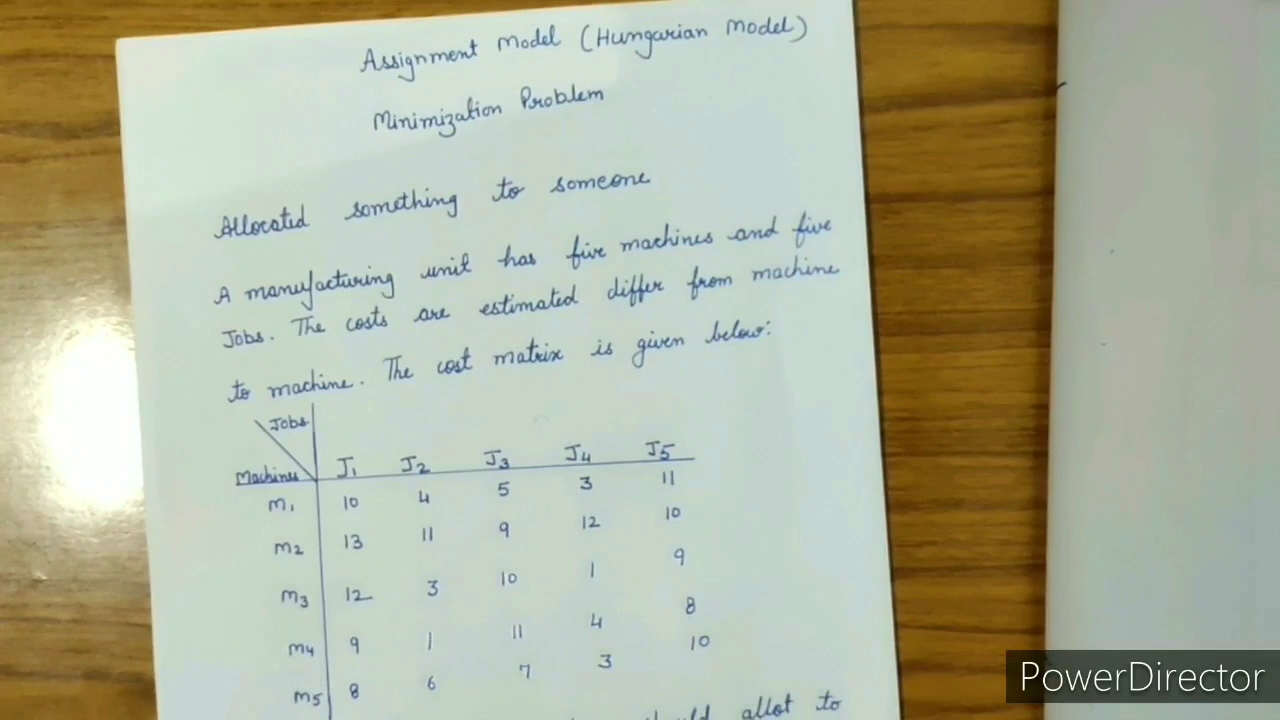 Assignment Model (Hungarian Model)
Minimization Problem
Allocated something to someone
A manufacturing unit has five machines and five
Jobs. The costs are estimated differ from machine
to machine. The cost matrix is given below:
Jobs
Machines J1 J2 J3 J4 J5
M1 10 4 5 3 11
M2 13 11 9 12 10
M3 12 3 10 1 9
M4 9 1 11 4 8
M5 8 6 7 3 10
allot to
PowerDirector